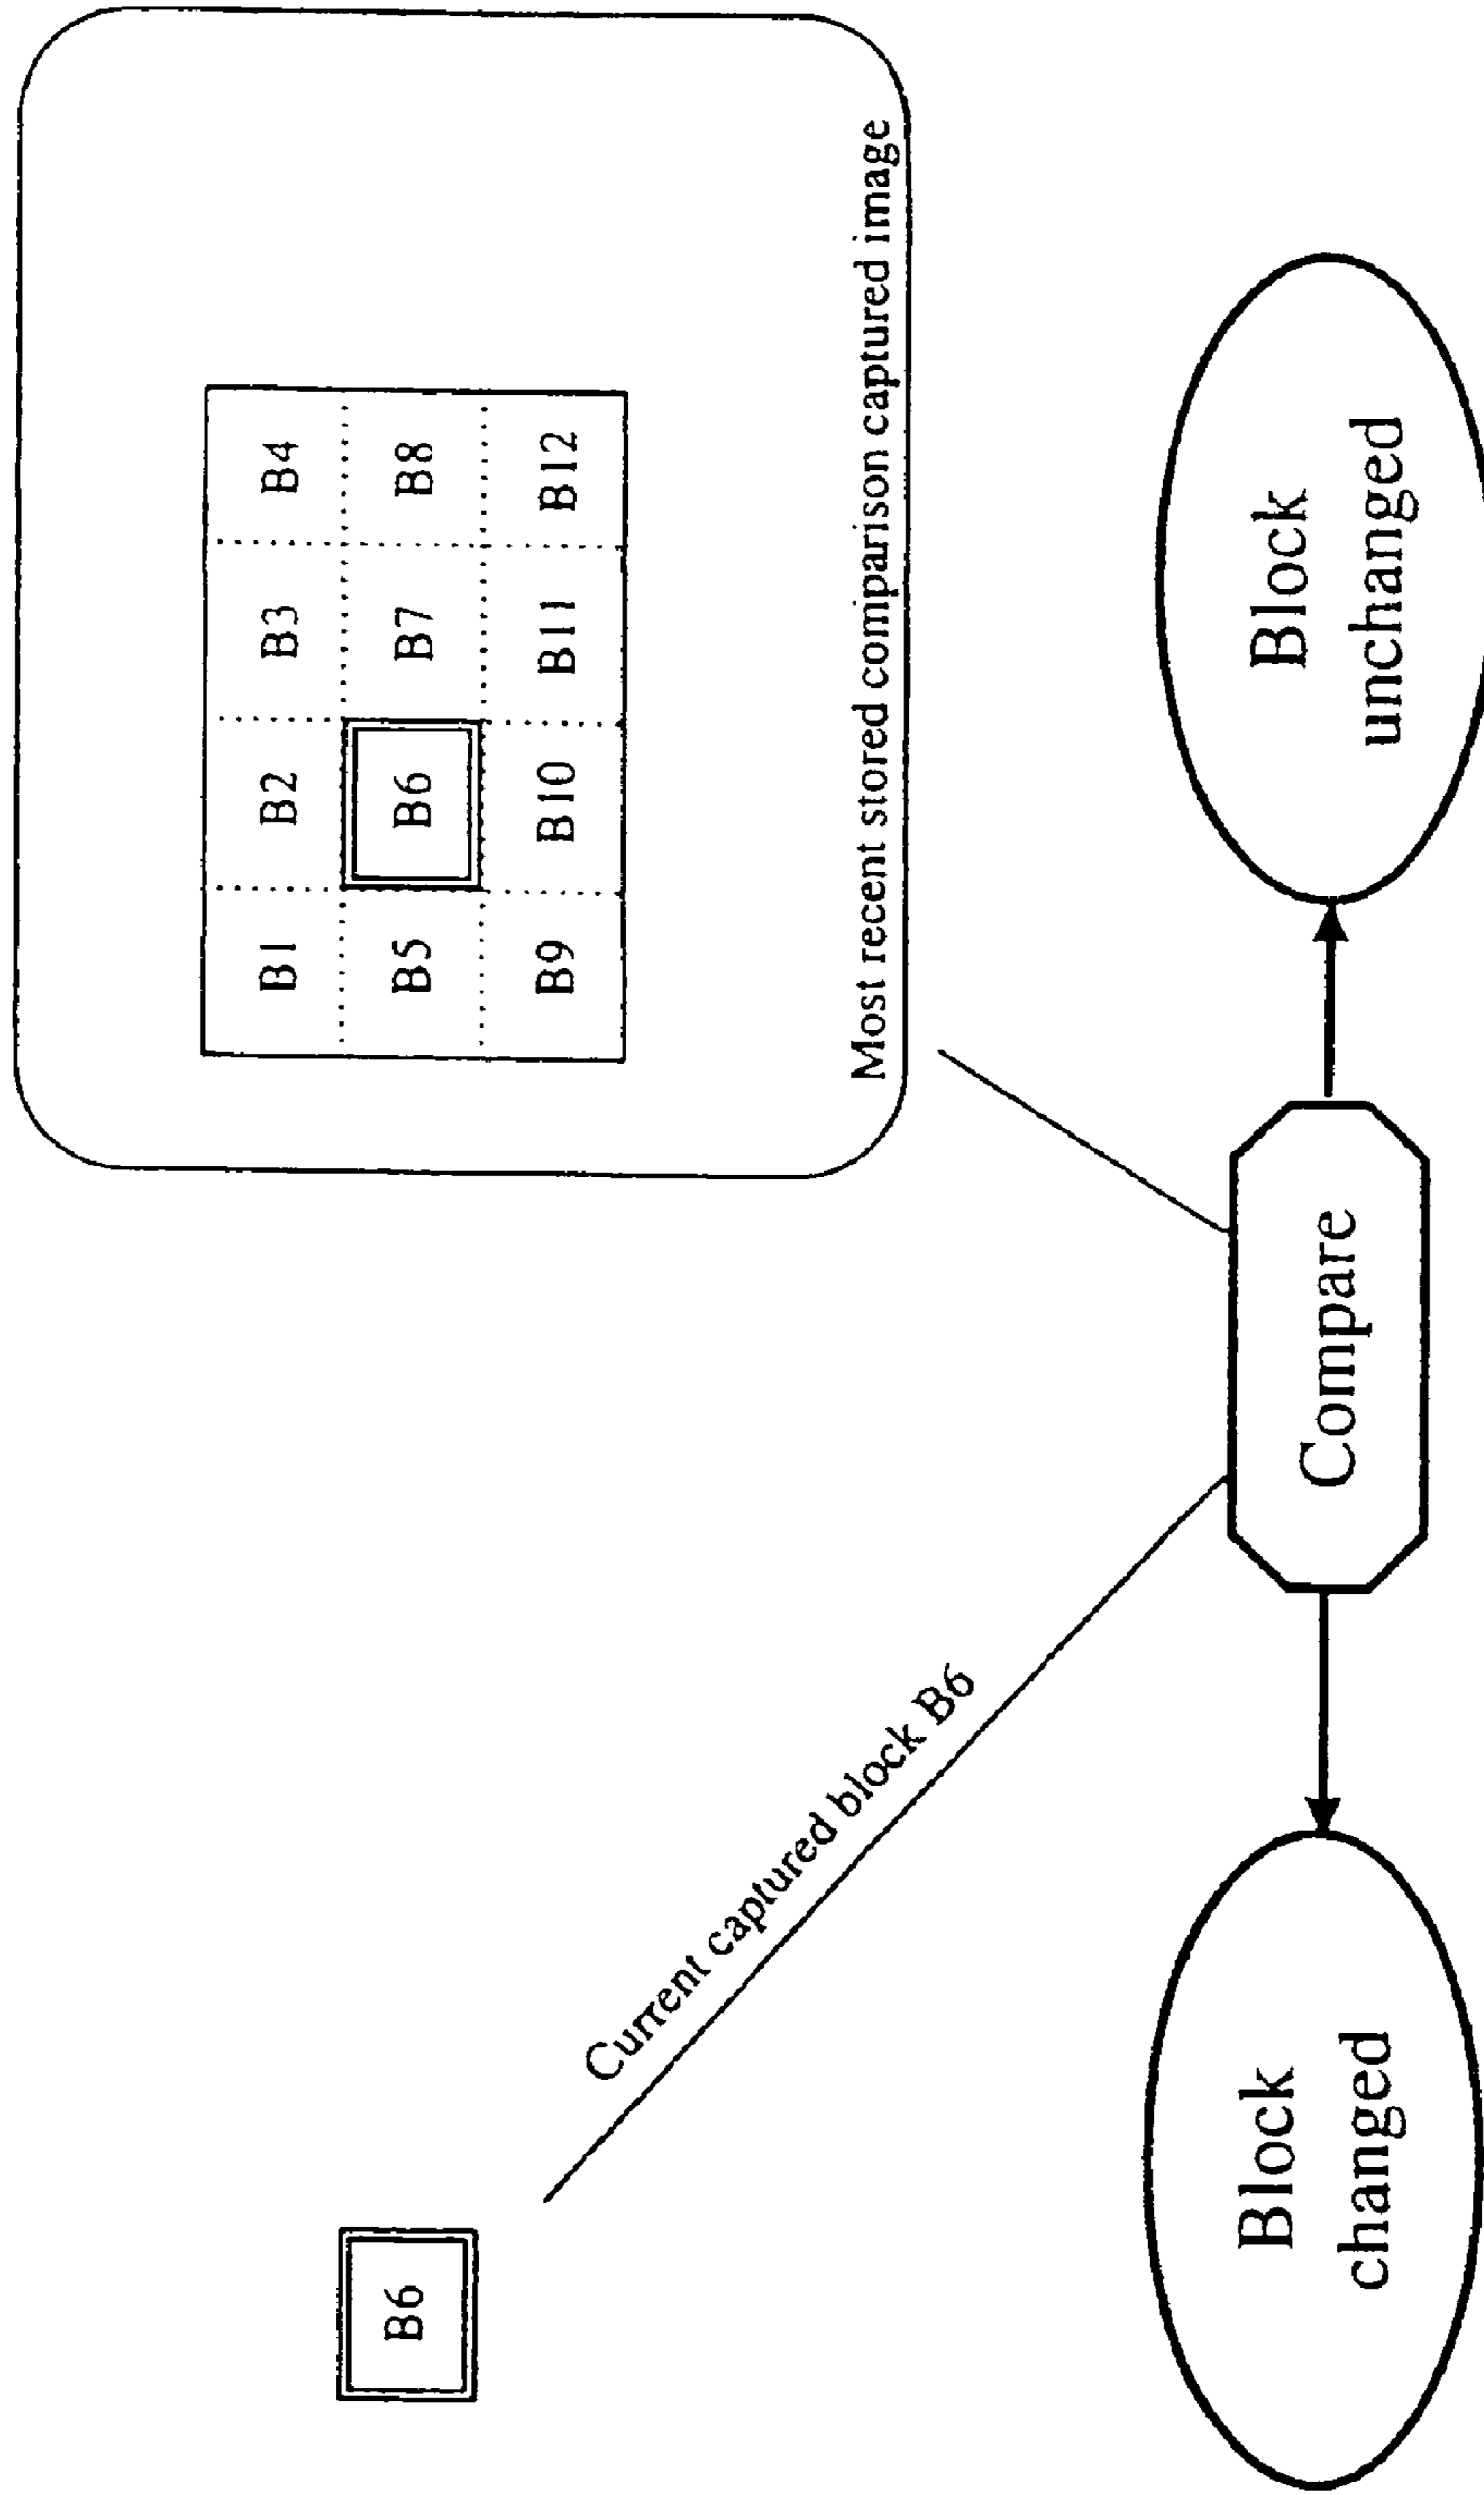 B1 B2 B3 B4
B5 B6 B7 B8
B9 B10 B11 B12
Most recent stored comparison captured image
B6
Current captured block B6
Compare
Block
changed
Block
unchanged